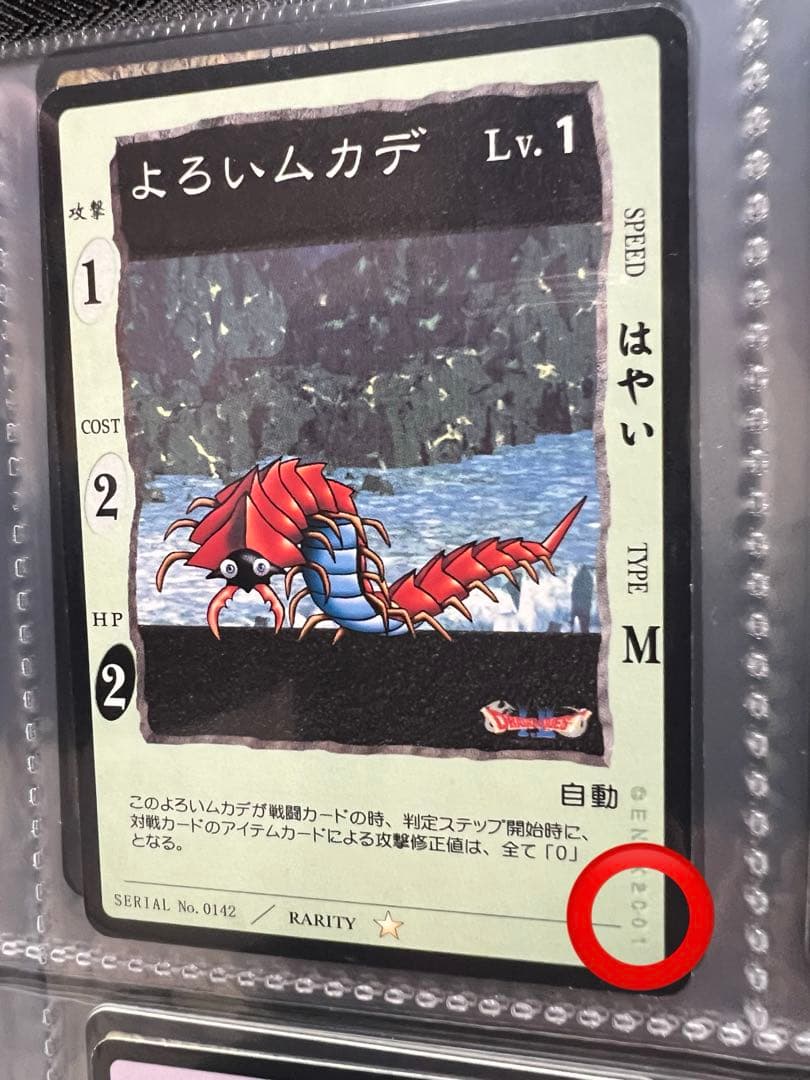 よろいムカデ Lv.1
攻撃
1
COST
2
HP
2
SPEED
はやい
TYPE
M
DRAGON QUEST
I・II
自動
このよろいムカデが戦闘カードの時、判定ステップ開始時に、
対戦カードのアイテムカードによる攻撃修正値は、全て「0」
となる。
SERIAL No.0142 / RARITY
2001